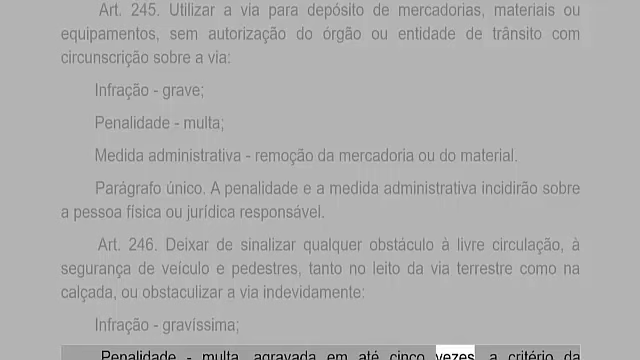 Art. 245. Utilizar a via para depósito de mercadorias, materiais ou
equipamentos, sem autorização do órgão ou entidade de trânsito com
circunscrição sobre a via:
Infração - grave;
Penalidade - multa;
Medida administrativa - remoção da mercadoria ou do material.
Parágrafo único. A penalidade e a medida administrativa incidirão sobre
a pessoa física ou jurídica responsável.
Art. 246. Deixar de sinalizar qualquer obstáculo à livre circulação, à
segurança de veículo e pedestres, tanto no leito da via terrestre como na
calçada, ou obstaculizar a via indevidamente:
Infração - gravíssima;
Penalidade - multa, agravada em até cinco vezes, a critério da